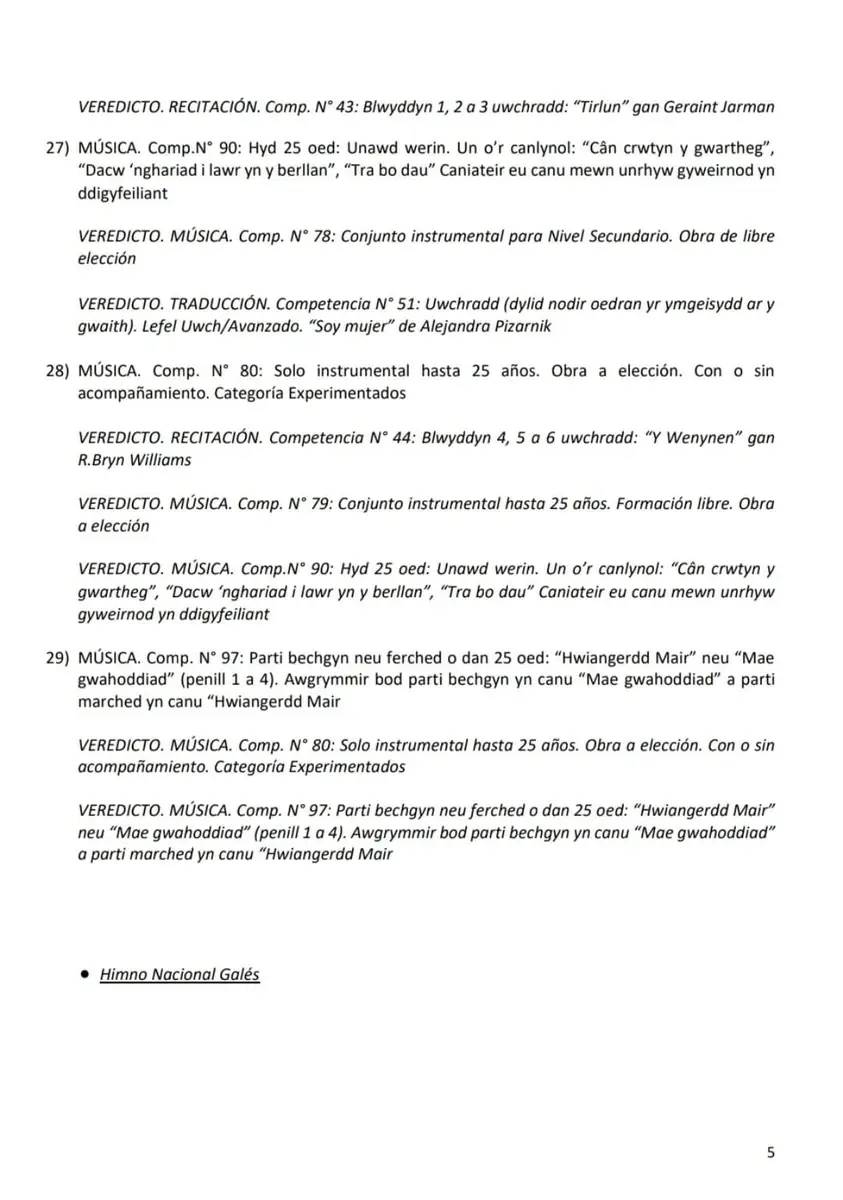 VEREDICTO. RECITACIÓN. Comp. N° 43: Blwyddyn 1, 2 a 3 uwchradd: “Tirlun” gan Geraint Jarman
27) MÚSICA. Comp.N° 90: Hyd 25 oed: Unawd werin. Un o’r canlynol: “Cân crwtyn y gwartheg”,
“Dacw ‘nghariad i lawr yn y berllan”, “Tra bo dau” Caniateir eu canu mewn unrhyw gyweirnod yn
ddigyfeiliant
VEREDICTO. MÚSICA. Comp. N° 78: Conjunto instrumental para Nivel Secundario. Obra de libre
elección
VEREDICTO. TRADUCCIÓN. Competencia N° 51: Uwchradd (dylid nodir oedran yr ymgeisydd ar y
gwaith). Lefel Uwch/Avanzado. “Soy mujer” de Alejandra Pizarnik
28) MÚSICA. Comp. N° 80: Solo instrumental hasta 25 años. Obra a elección. Con o sin
acompañamiento. Categoría Experimentados
VEREDICTO. RECITACIÓN. Competencia N° 44: Blwyddyn 4, 5 a 6 uwchradd: “Y Wenynen” gan
R.Bryn Williams
VEREDICTO. MÚSICA. Comp. N° 79: Conjunto instrumental hasta 25 años. Formación libre. Obra
a elección
VEREDICTO. MÚSICA. Comp.N° 90: Hyd 25 oed: Unawd werin. Un o’r canlynol: “Cân crwtyn y
gwartheg”, “Dacw ‘nghariad i lawr yn y berllan”, “Tra bo dau” Caniateir eu canu mewn unrhyw
gyweirnod yn ddigyfeiliant
29) MÚSICA. Comp. N° 97: Parti bechgyn neu ferched o dan 25 oed: “Hwiangerdd Mair” neu “Mae
gwahoddiad” (penill 1 a 4). Awgrymmir bod parti bechgyn yn canu “Mae gwahoddiad” a parti
marched yn canu “Hwiangerdd Mair
VEREDICTO. MÚSICA. Comp. N° 80: Solo instrumental hasta 25 años. Obra a elección. Con o sin
acompañamiento. Categoría Experimentados
VEREDICTO. MÚSICA. Comp. N° 97: Parti bechgyn neu ferched o dan 25 oed: “Hwiangerdd Mair”
neu “Mae gwahoddiad” (penill 1 a 4). Awgrymmir bod parti bechgyn yn canu “Mae gwahoddiad”
a parti marched yn canu “Hwiangerdd Mair
• Himno Nacional Galés
5